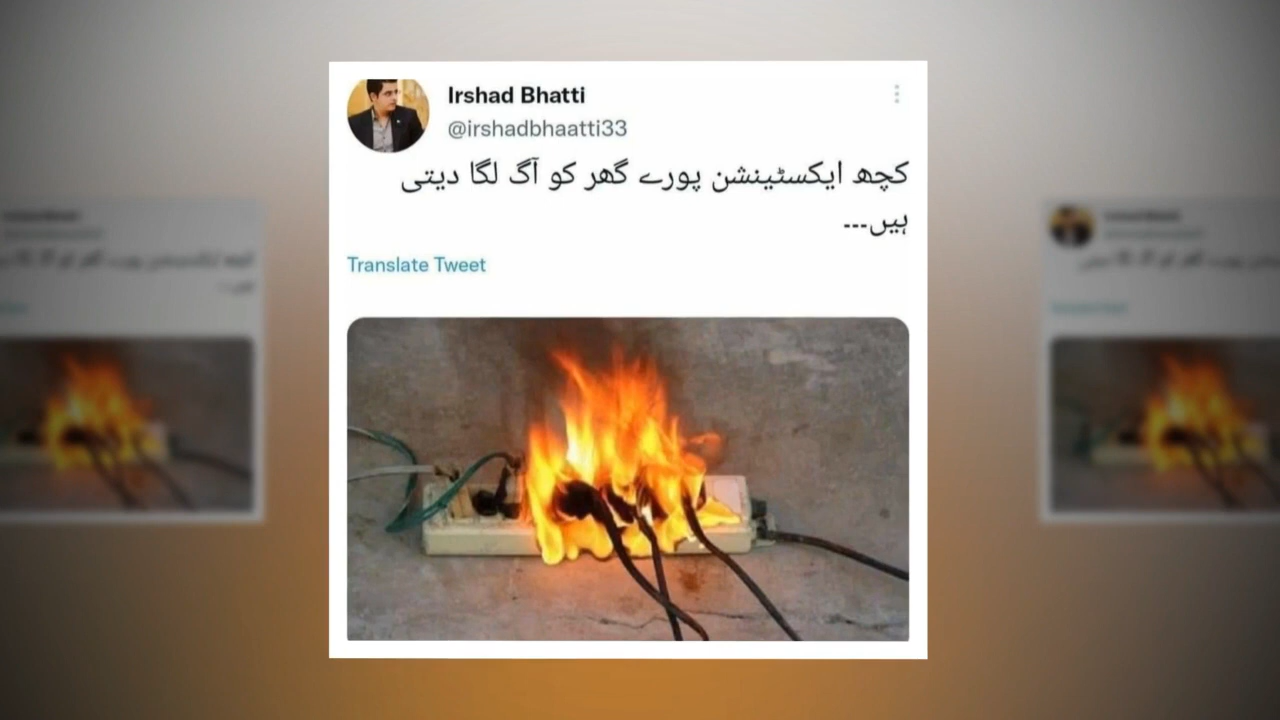 Irshad Bhatti
@irshadbhaatti33
کچھ ایکسٹینشن پورے گھر کو آگ لگا دیتی
ہیں---
Translate Tweet